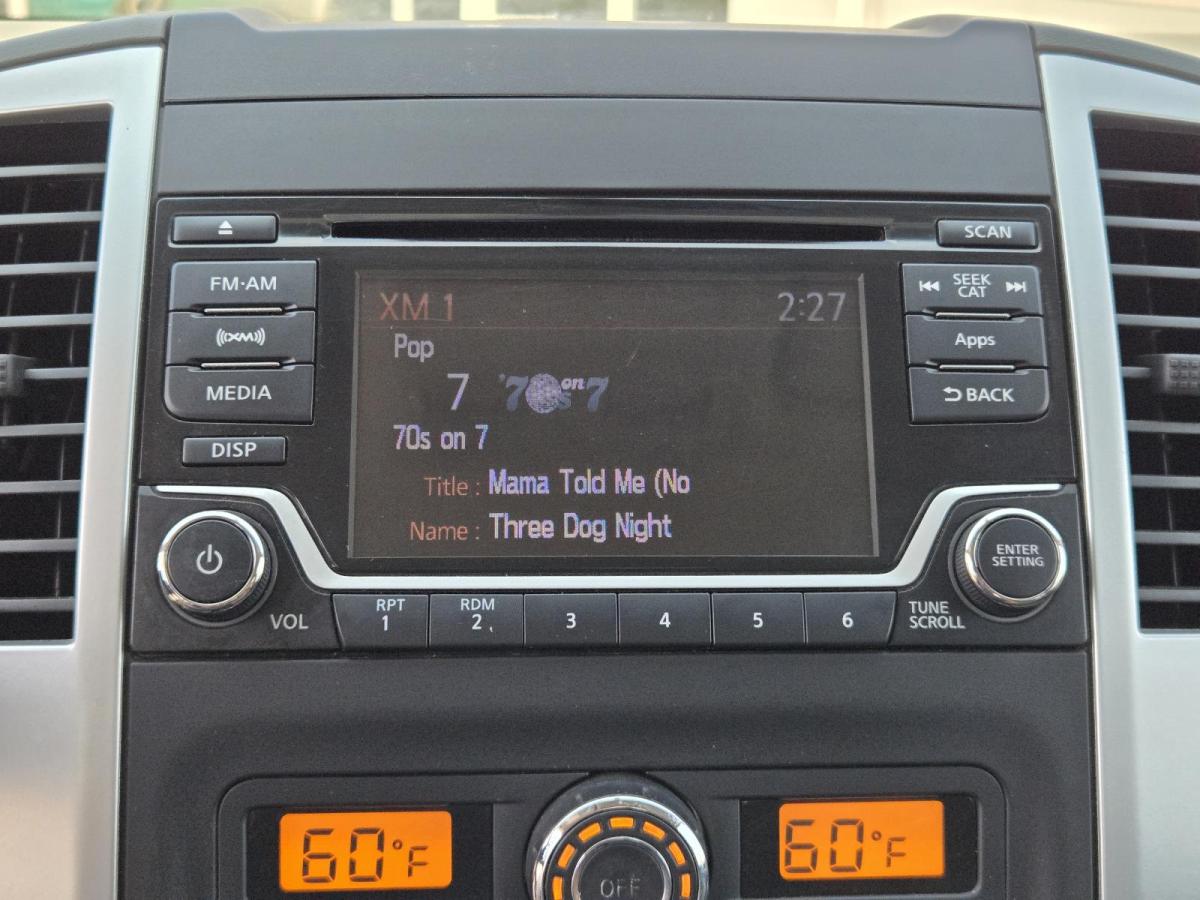 SCAN
FM·AM
SEEK
CAT
((XM))
Apps
MEDIA
BACK
DISP
XM 1 2:27
Pop
7 '70s on 7
70s on 7
Title : Mama Told Me (No
Name : Three Dog Night
VOL
RPT
1
RDM
2
3
4
5
6
TUNE
SCROLL
ENTER
SETTING
60°F
OFF
60°F